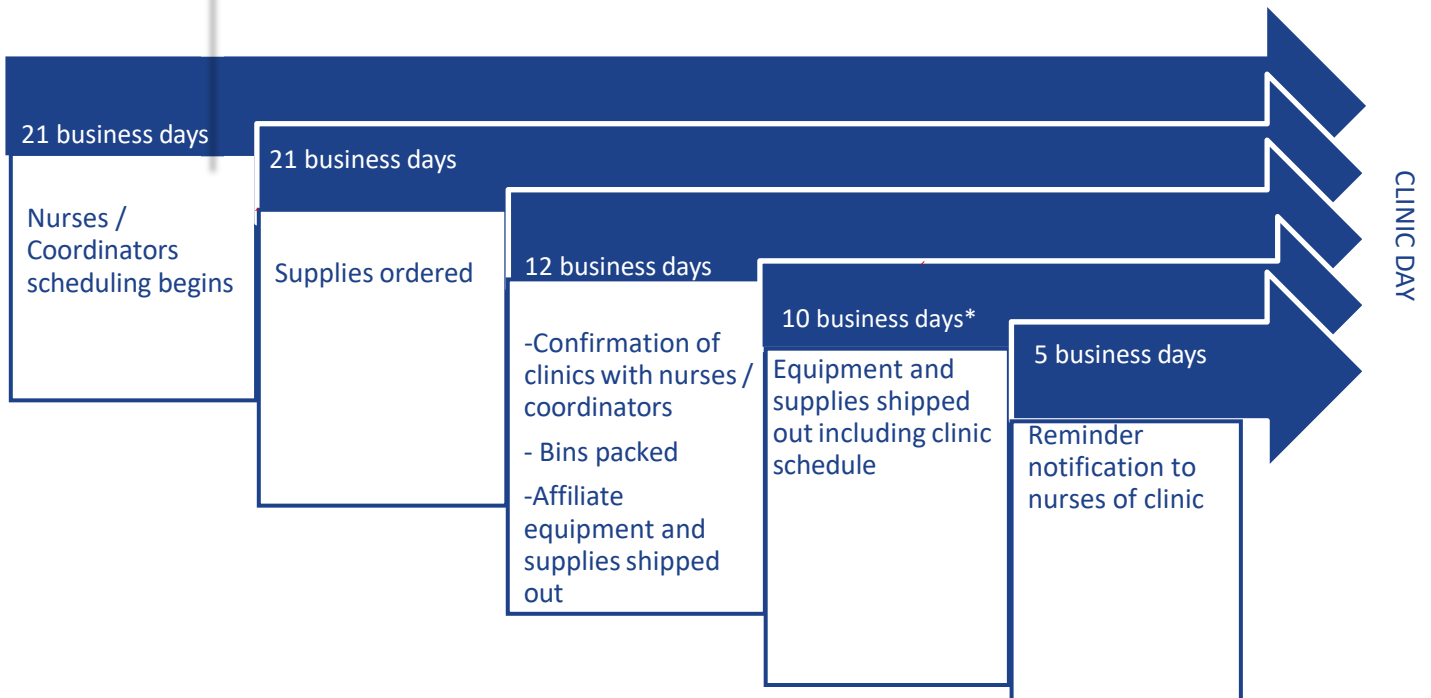 21 business days
Nurses /
Coordinators
scheduling begins
21 business days
Supplies ordered
12 business days
-Confirmation of
clinics with nurses /
coordinators
- Bins packed
-Affiliate
equipment and
supplies shipped
out
10 business days*
Equipment and
supplies shipped
out including clinic
schedule
5 business days
Reminder
notification to
nurses of clinic
CLINIC DAY